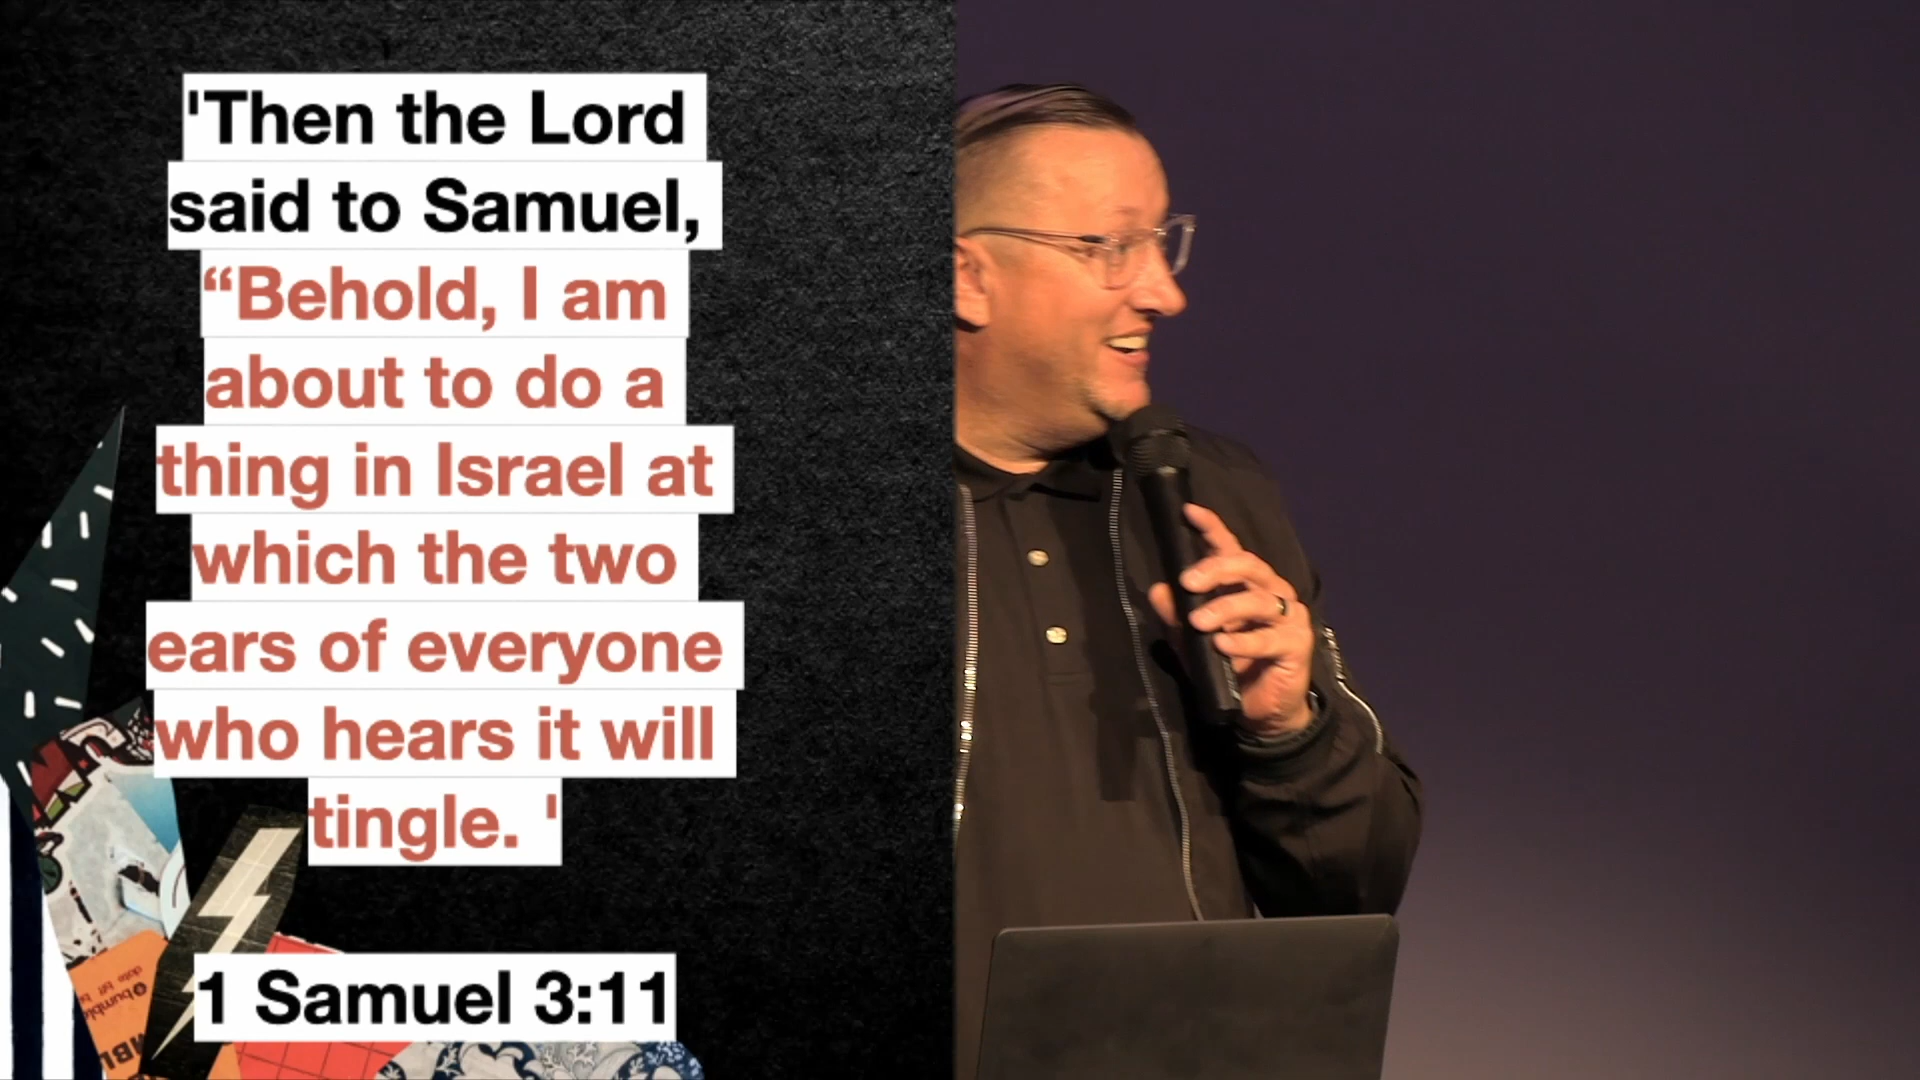 'Then the Lord
said to Samuel,
“Behold, I am
about to do a
thing in Israel at
which the two
ears of everyone
who hears it will
tingle. '
1 Samuel 3:11
bumble